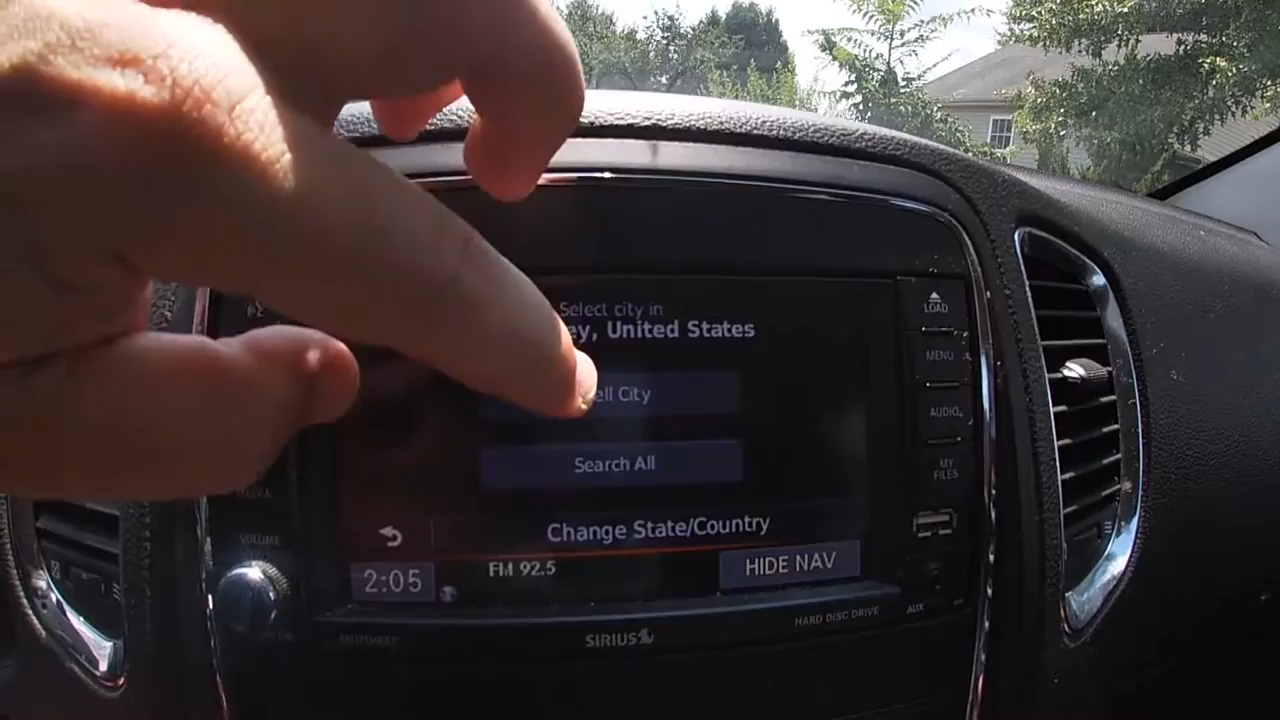 Select city in
ey, United States
ell City
Search All
Change State/Country
2:05
FM 92.5
HIDE NAV
LOAD
MENU
AUDIO
MY
FILES
MEDIA
VOLUME
SIRIUS
HARD DISC DRIVE
AUX